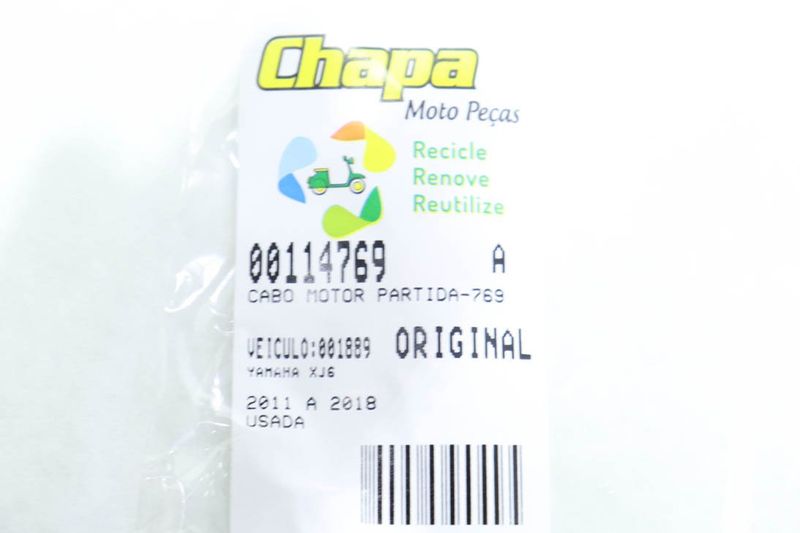 Chapa
Moto Peças
Recicle
Renove
Reutilize
00114769 A
CABO MOTOR PARTIDA-769
VEICULO:001889 ORIGINAL
YAMAHA XJ6
2011 A 2018
USADA